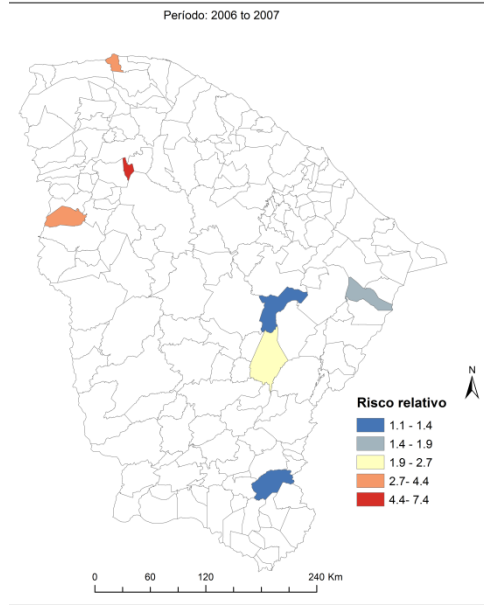 Período: 2006 to 2007
N
Risco relativo
1.1 - 1.4
1.4 - 1.9
1.9 - 2.7
2.7- 4.4
4.4- 7.4
0 60 120 240 Km